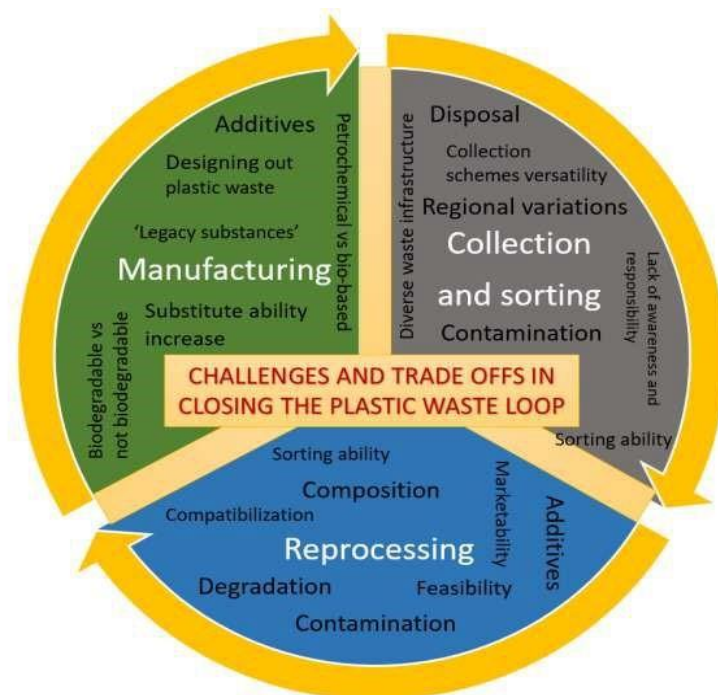 Additives
Designing out
plastic waste
'Legacy substances'
Manufacturing
Substitute ability
increase
Biodegradable vs
not biodegradable
Petrochemical vs bio-based
Disposal
Collection
schemes versatility
Regional variations
Collection
and sorting
Contamination
Diverse waste infrastructure
Lack of awareness and
responsibility
Sorting ability
CHALLENGES AND TRADE OFFS IN
CLOSING THE PLASTIC WASTE LOOP
Sorting ability
Composition
Compatibilization
Marketability
Additives
Reprocessing
Degradation
Feasibility
Contamination